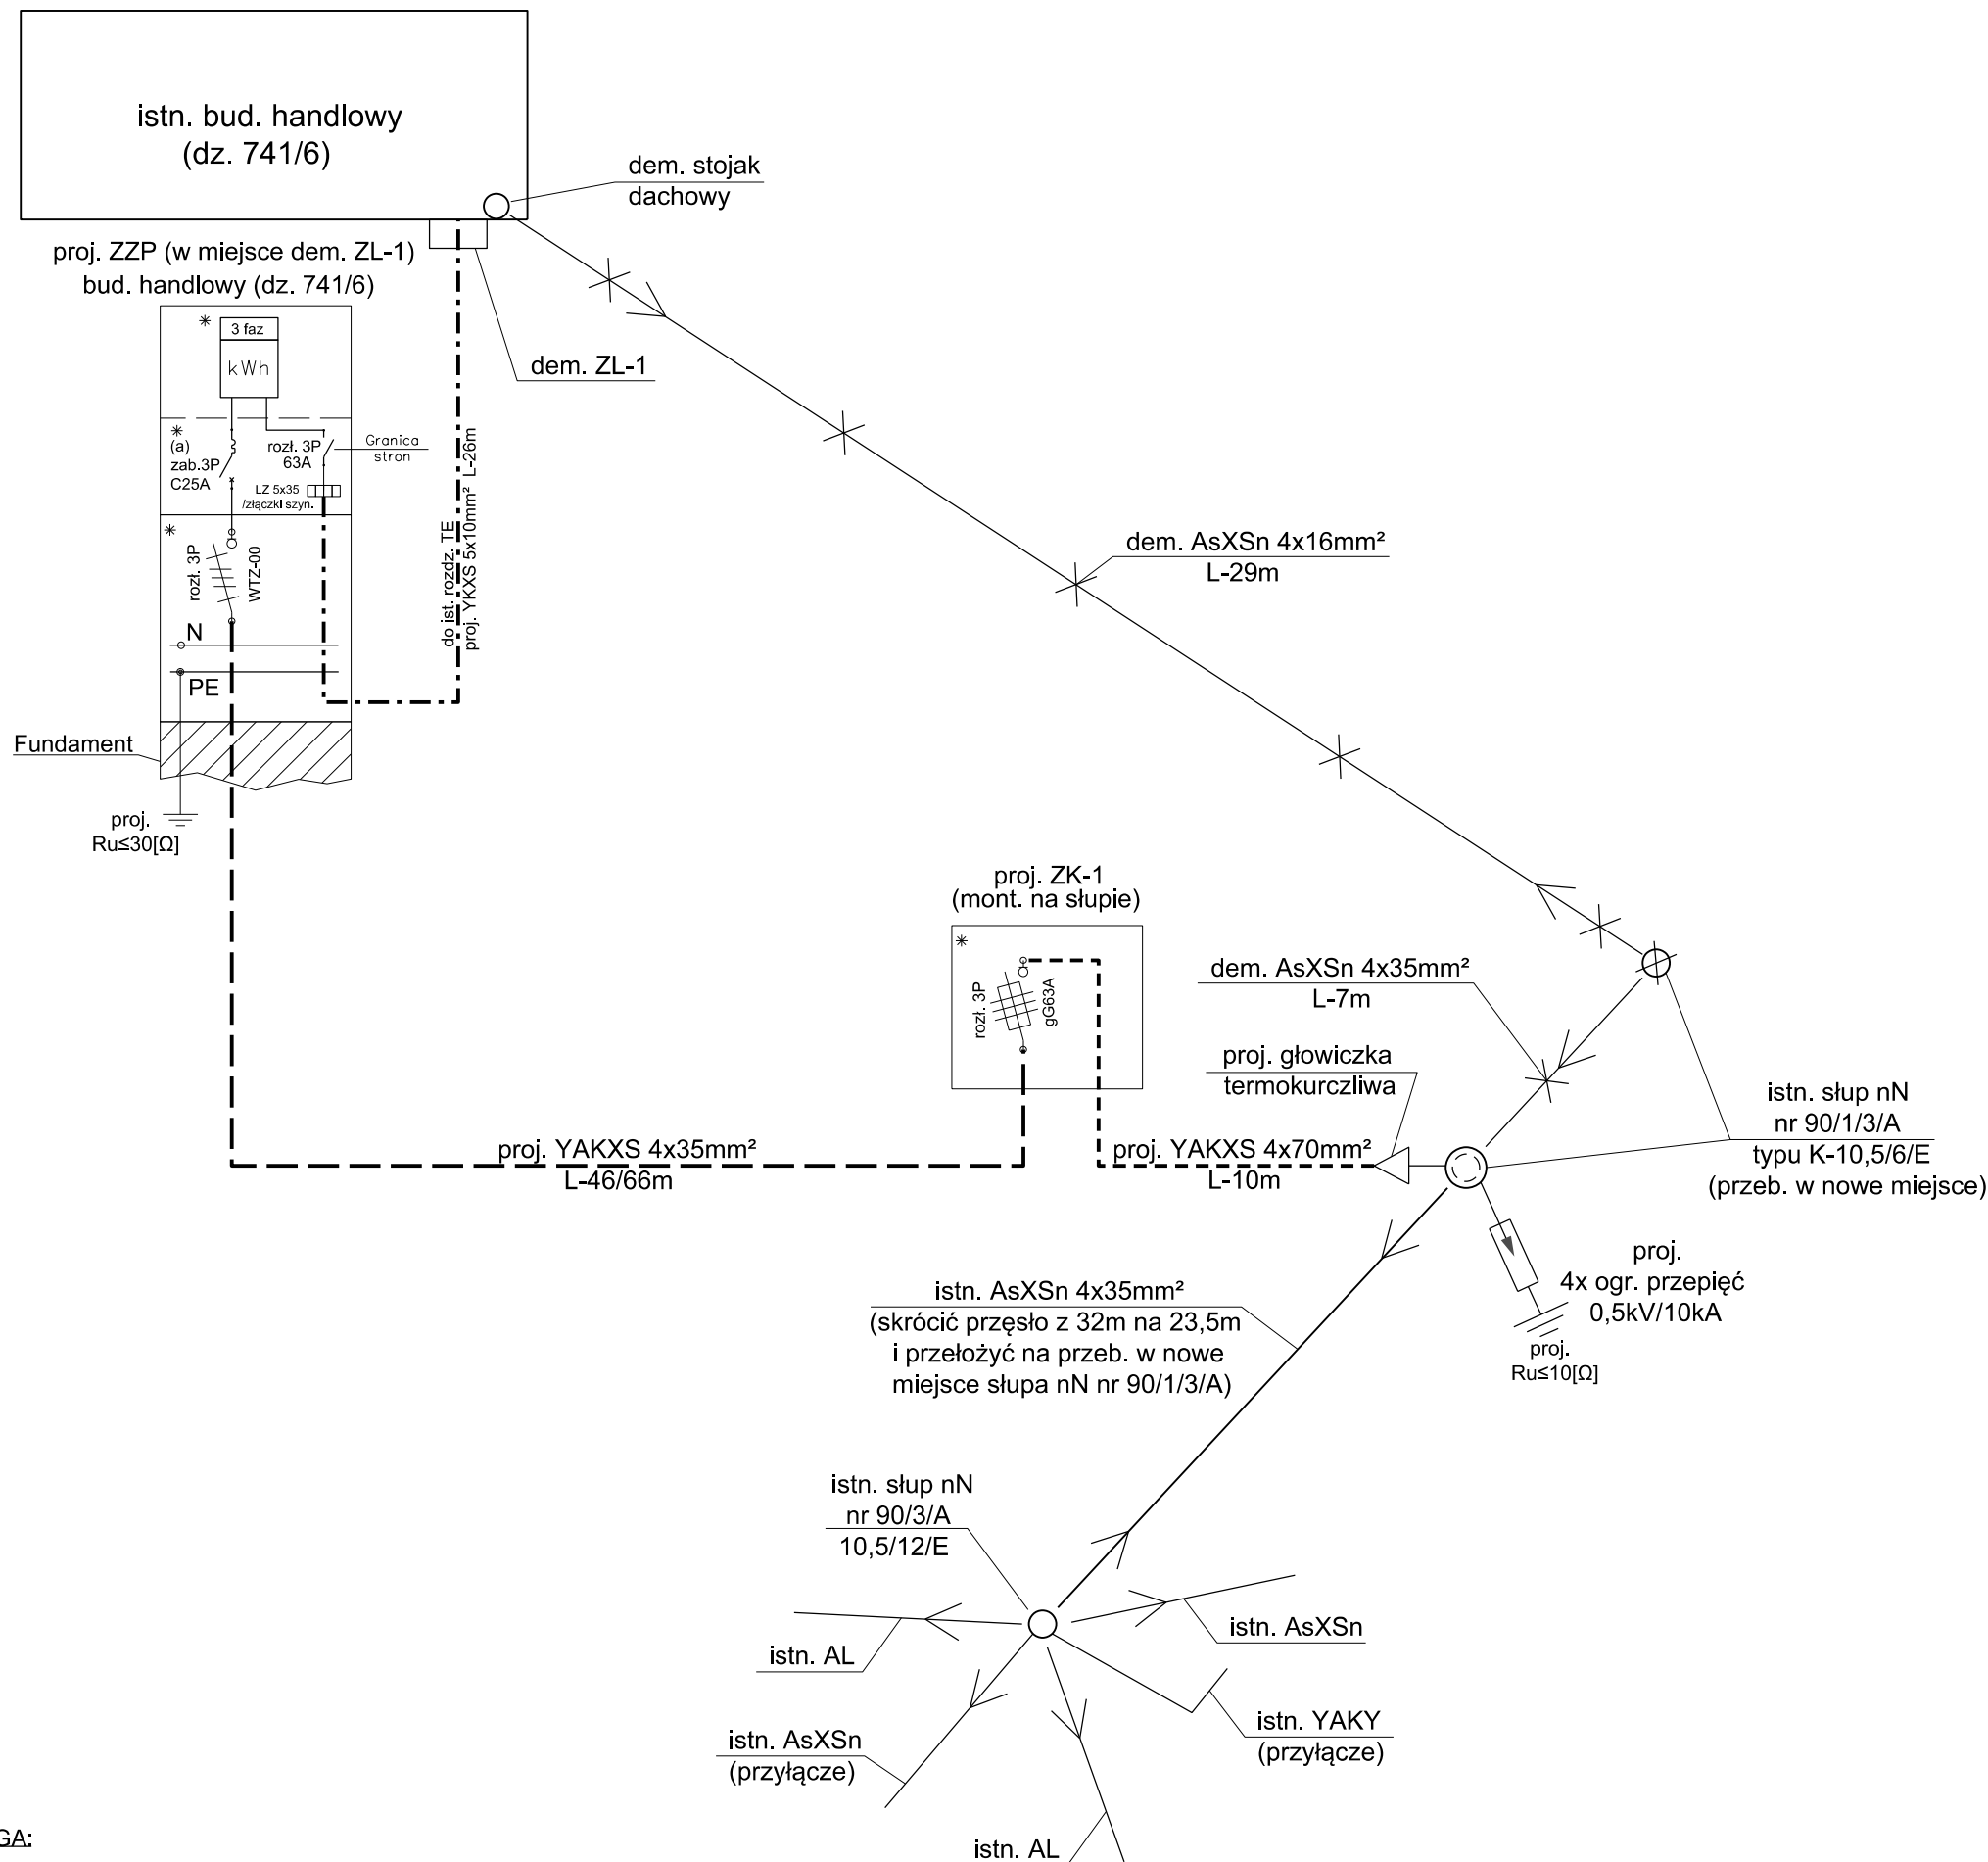 istn. bud. handlowy
(dz. 741/6)
dem. stojak
dachowy
proj. ZZP (w miejsce dem. ZL-1)
bud. handlowy (dz. 741/6)
*
3 faz
kWh
dem. ZL-1
*
(a)
zab.3P
C25A
rozł. 3P
63A
Granica
stron
LZ 5x35
/złączki szyn.
*
rozł. 3P
WTZ-00
N
PE
do ist. rozdz. TE
proj. YKXS 5x10mm² L-26m
Fundament
proj.
Ru≤30[Ω]
dem. AsXSn 4x16mm²
L-29m
proj. ZK-1
(mont. na słupie)
*
rozł. 3P
gG63A
dem. AsXSn 4x35mm²
L-7m
proj. głowiczka
termokurczliwa
istn. słup nN
nr 90/1/3/A
typu K-10,5/6/E
(przeb. w nowe miejsce)
proj. YAKXS 4x35mm²
L-46/66m
proj. YAKXS 4x70mm²
L-10m
proj.
4x ogr. przepięć
0,5kV/10kA
proj.
Ru≤10[Ω]
istn. AsXSn 4x35mm²
(skrócić przęsło z 32m na 23,5m
i przełożyć na przeb. w nowe
miejsce słupa nN nr 90/1/3/A)
istn. słup nN
nr 90/3/A
10,5/12/E
istn. AsXSn
istn. AL
istn. YAKY
(przyłącze)
istn. AsXSn
(przyłącze)
istn. AL
GA: